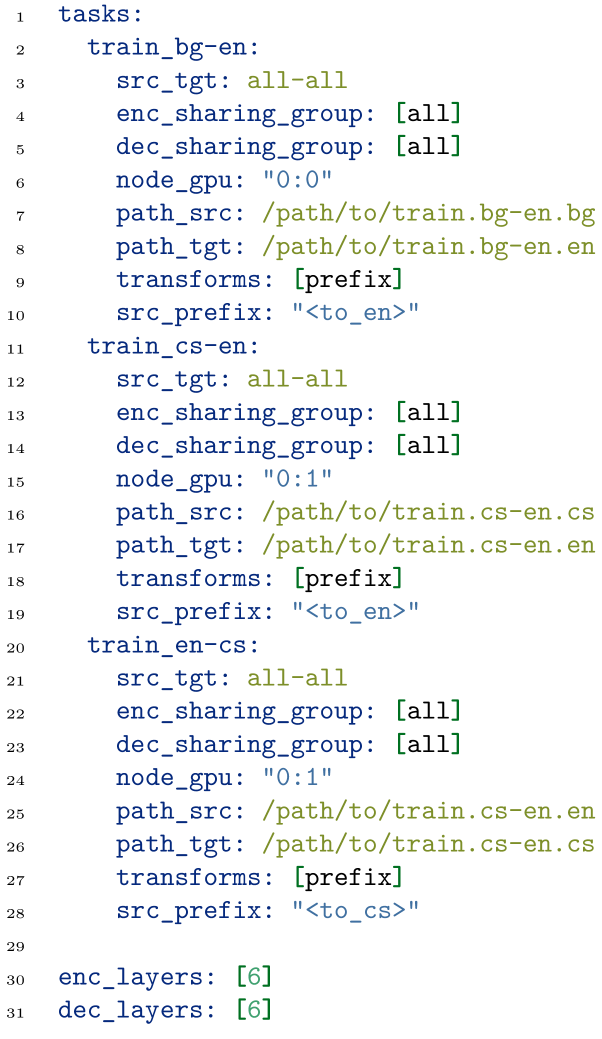 1 tasks:
2   train_bg-en:
3     src_tgt: all-all
4     enc_sharing_group: [all]
5     dec_sharing_group: [all]
6     node_gpu: "0:0"
7     path_src: /path/to/train.bg-en.bg
8     path_tgt: /path/to/train.bg-en.en
9     transforms: [prefix]
10     src_prefix: "<to_en>"
11   train_cs-en:
12     src_tgt: all-all
13     enc_sharing_group: [all]
14     dec_sharing_group: [all]
15     node_gpu: "0:1"
16     path_src: /path/to/train.cs-en.cs
17     path_tgt: /path/to/train.cs-en.en
18     transforms: [prefix]
19     src_prefix: "<to_en>"
20   train_en-cs:
21     src_tgt: all-all
22     enc_sharing_group: [all]
23     dec_sharing_group: [all]
24     node_gpu: "0:1"
25     path_src: /path/to/train.cs-en.en
26     path_tgt: /path/to/train.cs-en.cs
27     transforms: [prefix]
28     src_prefix: "<to_cs>"
29
30 enc_layers: [6]
31 dec_layers: [6]